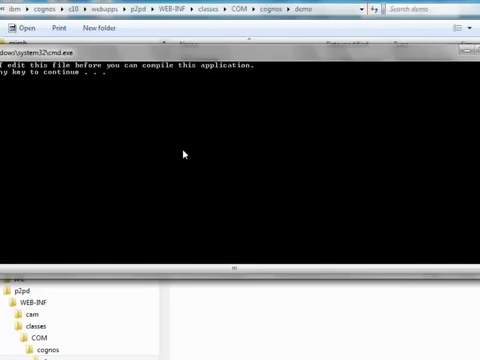 ibm cognos c10 webapps p2pd WEB-INF classes COM cognos demo Search demo
Open Print New folder
dows\system32\cmd.exe
edit this file before you can compile this application.
ny key to continue . . .
p2pd
WEB-INF
cam
classes
COM
cognos